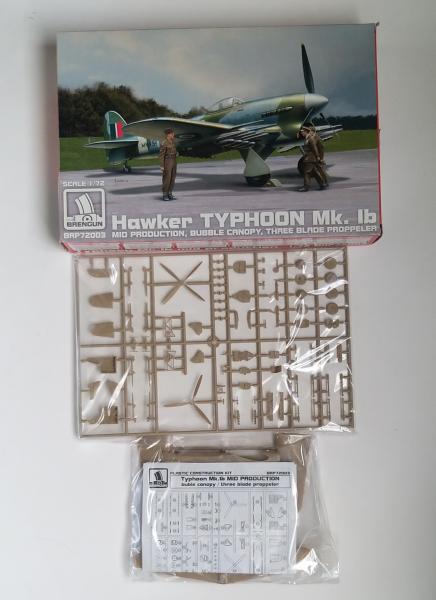 SCALE 1/72
BRENGUN
BRP72003
Hawker TYPHOON Mk. Ib
MID PRODUCTION, BUBBLE CANOPY, THREE BLADE PROPPELER
PLASTIC CONSTRUCTION KIT
BRP72003
Typhoon Mk.Ib MID PRODUCTION
buble canopy / three blade proppeler